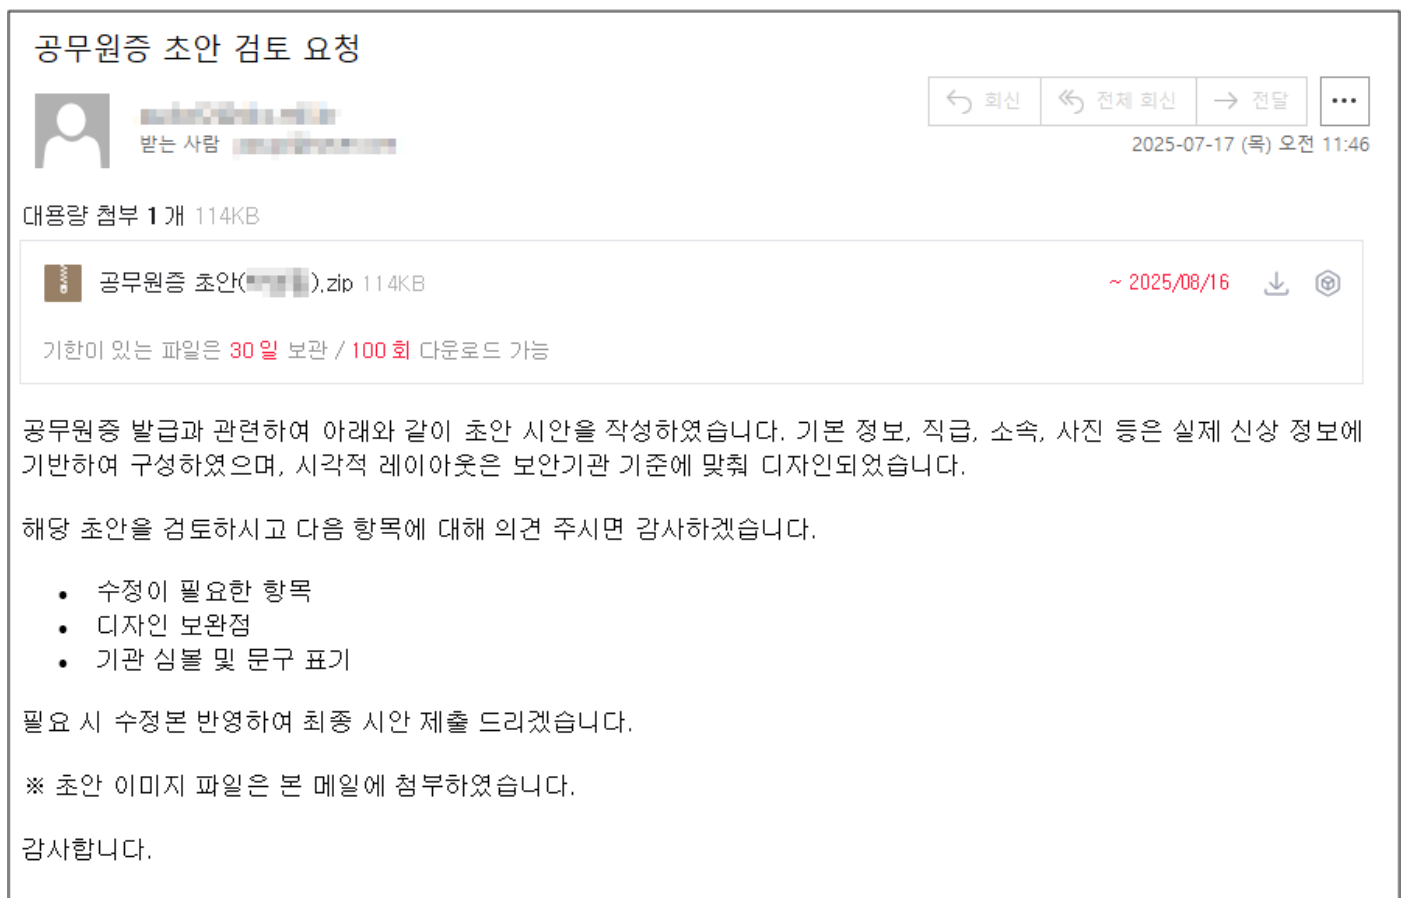 공무원증 초안 검토 요청
회신 전체 회신 전달
받는 사람
2025-07-17 (목) 오전 11:46
대용량 첨부 1개 114KB
공무원증 초안( ).zip 114KB ~ 2025/08/16
기한이 있는 파일은 30일 보관 / 100회 다운로드 가능
공무원증 발급과 관련하여 아래와 같이 초안 시안을 작성하였습니다. 기본 정보, 직급, 소속, 사진 등은 실제 신상 정보에
기반하여 구성하였으며, 시각적 레이아웃은 보안기관 기준에 맞춰 디자인되었습니다.
해당 초안을 검토하시고 다음 항목에 대해 의견 주시면 감사하겠습니다.
• 수정이 필요한 항목
• 디자인 보완점
• 기관 심볼 및 문구 표기
필요 시 수정본 반영하여 최종 시안 제출 드리겠습니다.
※ 초안 이미지 파일은 본 메일에 첨부하였습니다.
감사합니다.